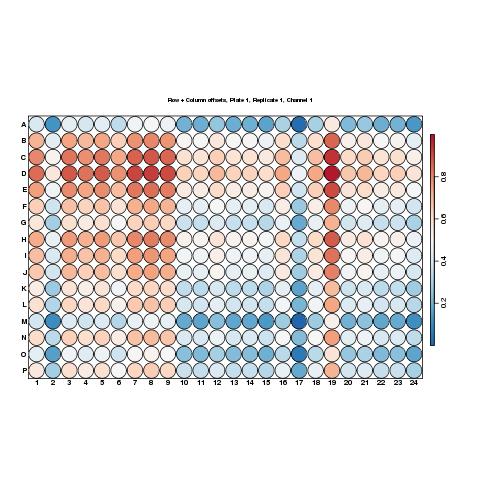 Row + Column offsets, Plate 1, Replicate 1, Channel 1
A
B
C
D
E
F
G
H
I
J
K
L
M
N
O
P
1 2 3 4 5 6 7 8 9 10 11 12 13 14 15 16 17 18 19 20 21 22 23 24
0.8
0.6
0.4
0.2